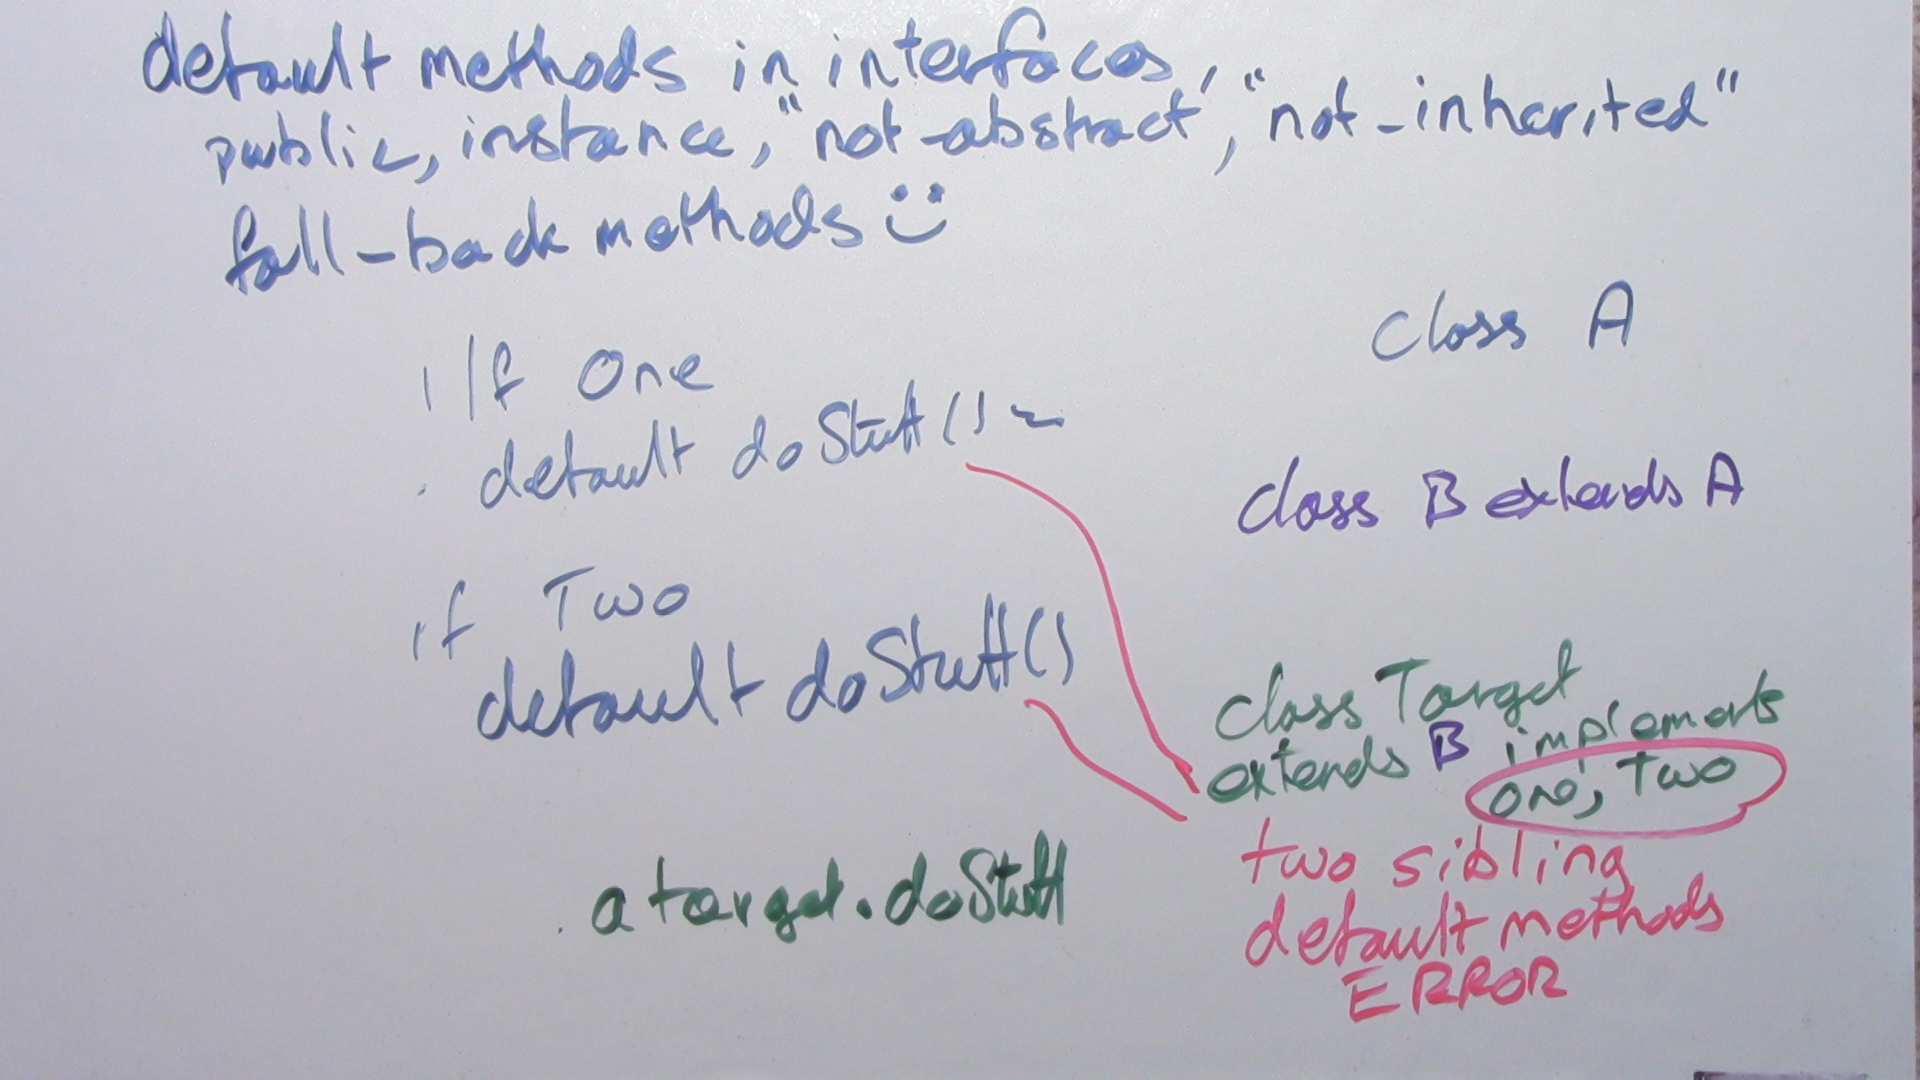 default methods in interfaces
public, instance, "not-abstract", "not-inherited"
fall-back methods
Class A
i/f One
default doStuff()
class B extends A
if Two
default doStuff()
class Target
extends B implements
One, Two
two sibling
default methods
ERROR
a target.doStuff